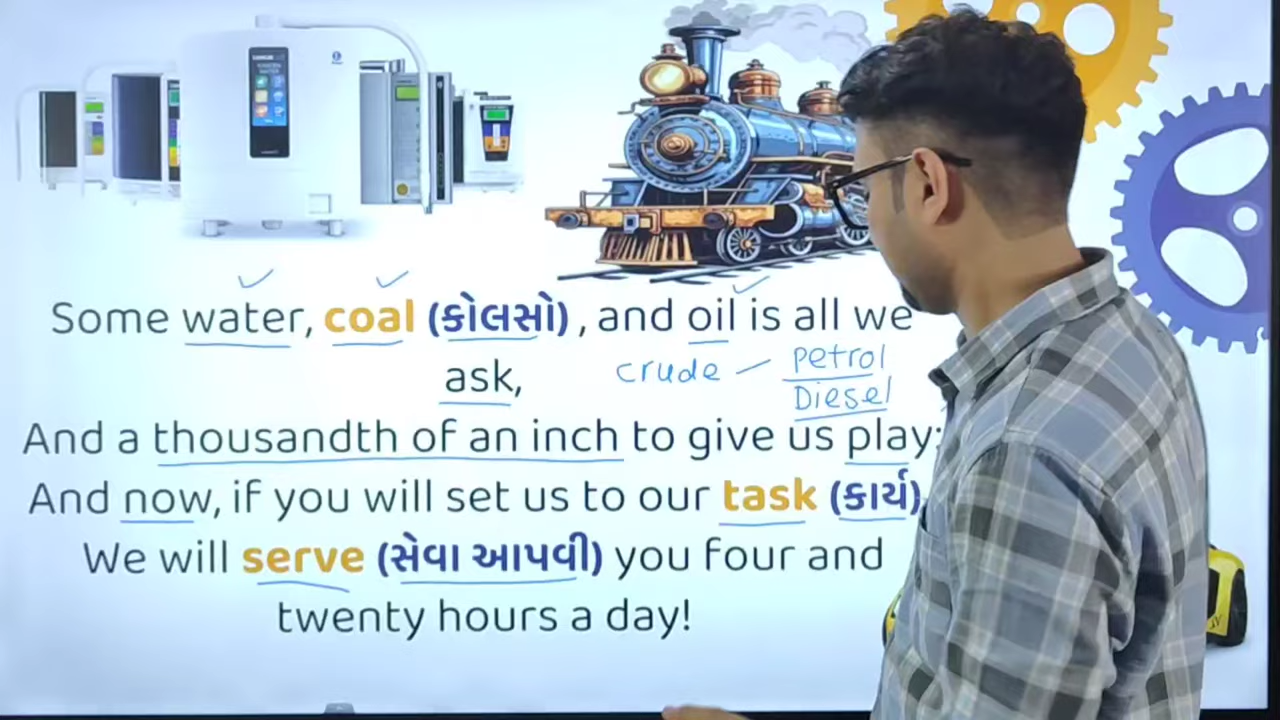 Some water, coal (કોલસો) , and oil is all we
ask,
crude — Petrol
Diesel
And a thousandth of an inch to give us play:
And now, if you will set us to our task (કાર્ય)
We will serve (સેવા આપવી) you four and
twenty hours a day!